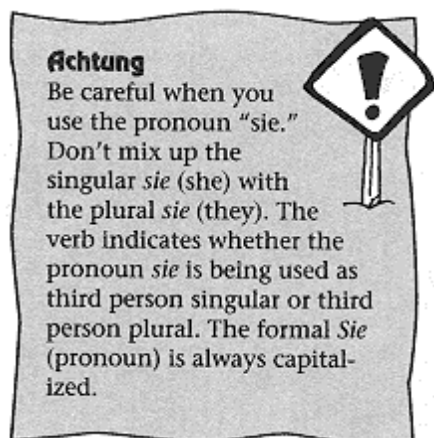 Achtung
Be careful when you
use the pronoun “sie.”
Don’t mix up the
singular sie (she) with
the plural sie (they). The
verb indicates whether the
pronoun sie is being used as
third person singular or third
person plural. The formal Sie
(pronoun) is always capital-
ized.